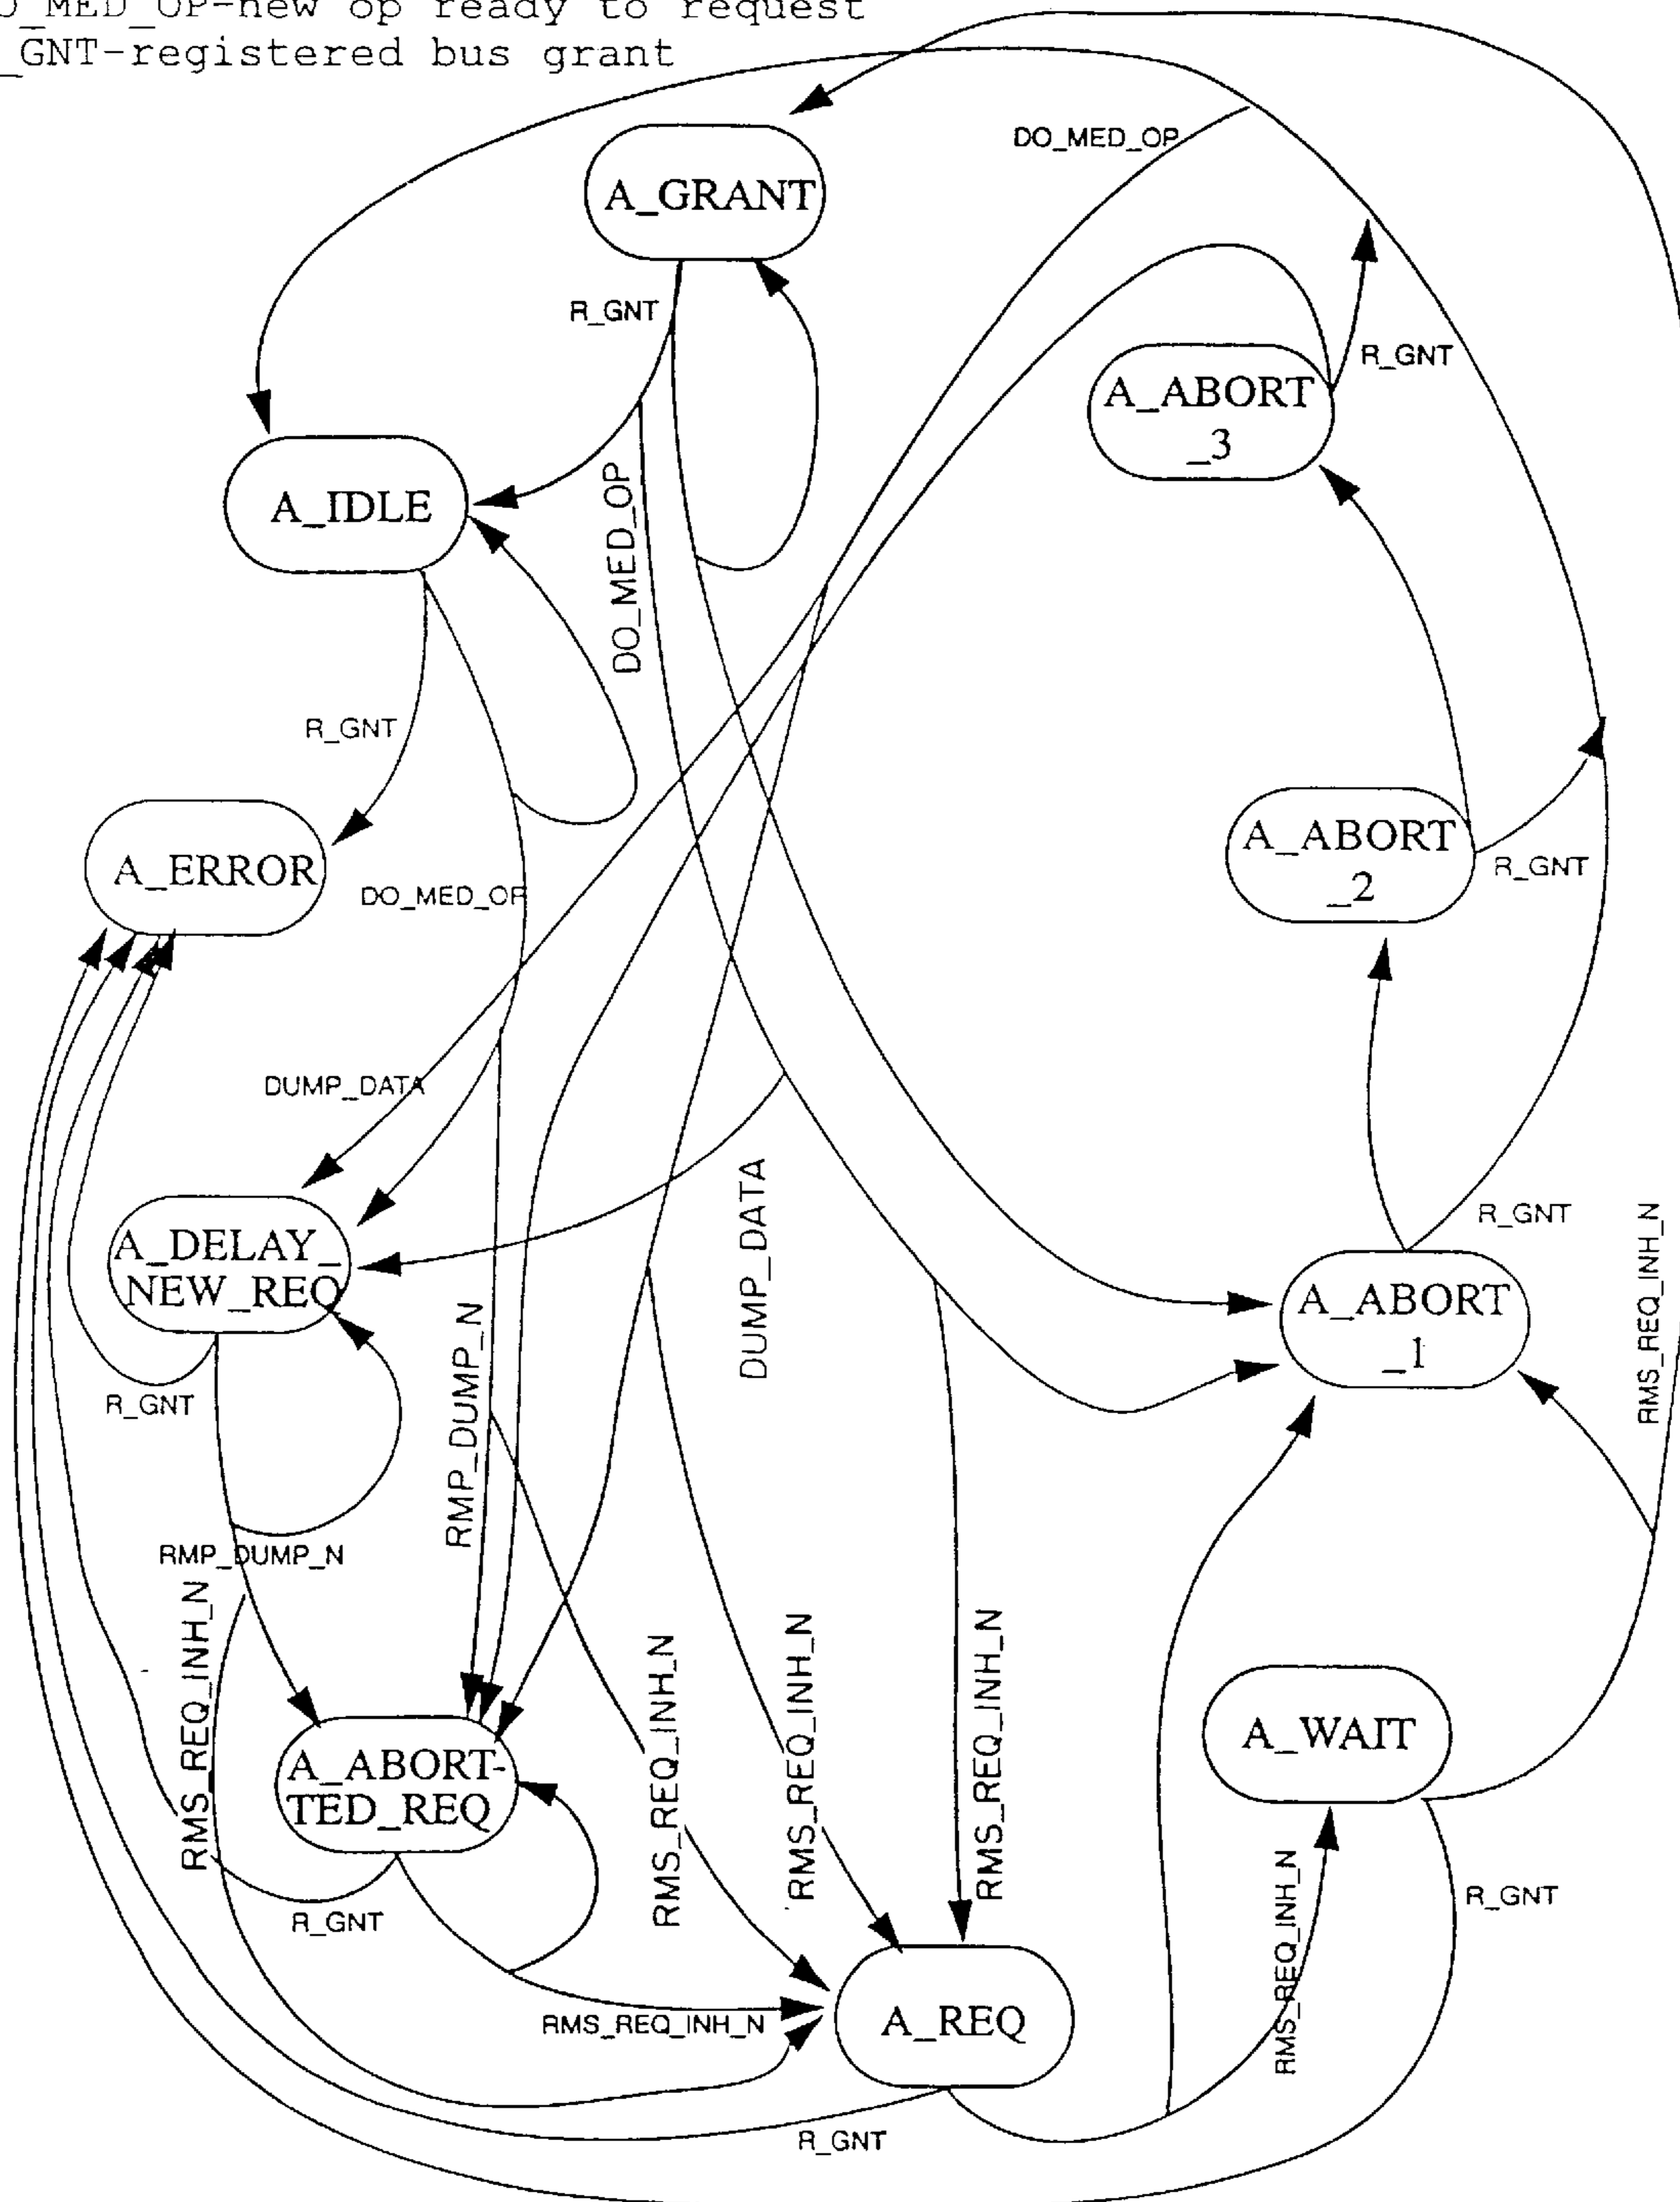 O_MED_OP-new op ready to request
_GNT-registered bus grant
DO_MED_OP
A_GRANT
R_GNT
R_GNT
A_ABORT
_3
A_IDLE
DO_MED_OP
R_GNT
A_ERROR
DO_MED_OP
A_ABORT
_2
R_GNT
DUMP_DATA
DUMP_DATA
R_GNT
RMS_REQ_INH_N
A_DELAY_
NEW_REQ
RMP_DUMP_N
A_ABORT
_1
R_GNT
RMP_DUMP_N
RMS_REQ_INH_N
RMS_REQ_INH_N
RMS_REQ_INH_N
RMS_REQ_INH_N
A_WAIT
A_ABORT-
TED_REQ
R_GNT
RMS_REQ_INH_N
R_GNT
RMS_REQ_INH_N
A_REQ
R_GNT